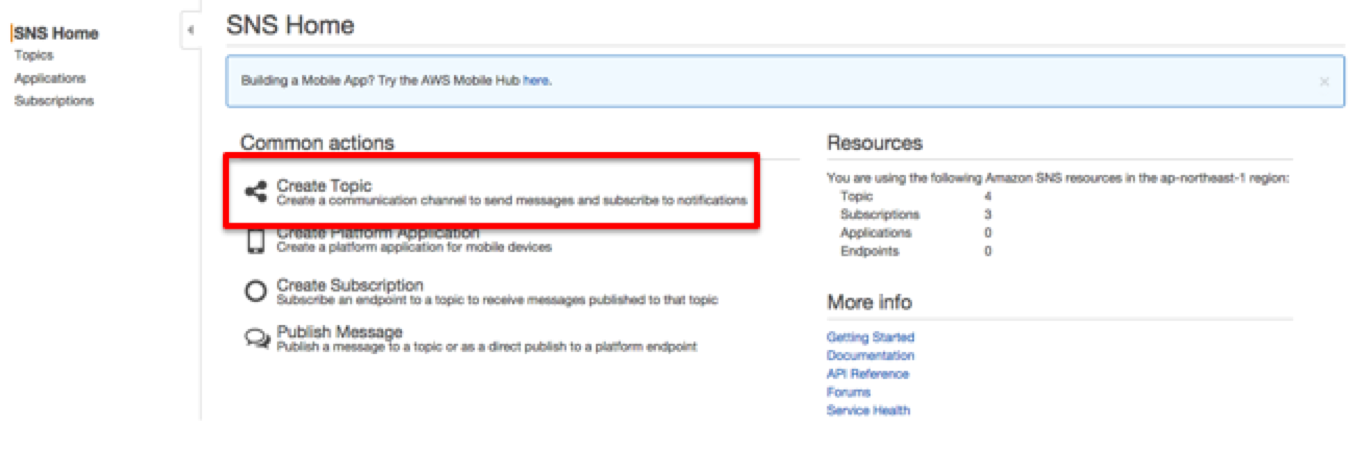 SNS Home
Topics
Applications
Subscriptions
SNS Home
Building a Mobile App? Try the AWS Mobile Hub here.
×
Common actions
Create Topic
Create a communication channel to send messages and subscribe to notifications
Create Platform Application
Create a platform application for mobile devices
Create Subscription
Subscribe an endpoint to a topic to receive messages published to that topic
Publish Message
Publish a message to a topic or as a direct publish to a platform endpoint
Resources
You are using the following Amazon SNS resources in the ap-northeast-1 region:
Topic 4
Subscriptions 3
Applications 0
Endpoints 0
More info
Getting Started
Documentation
API Reference
Forums
Service Health